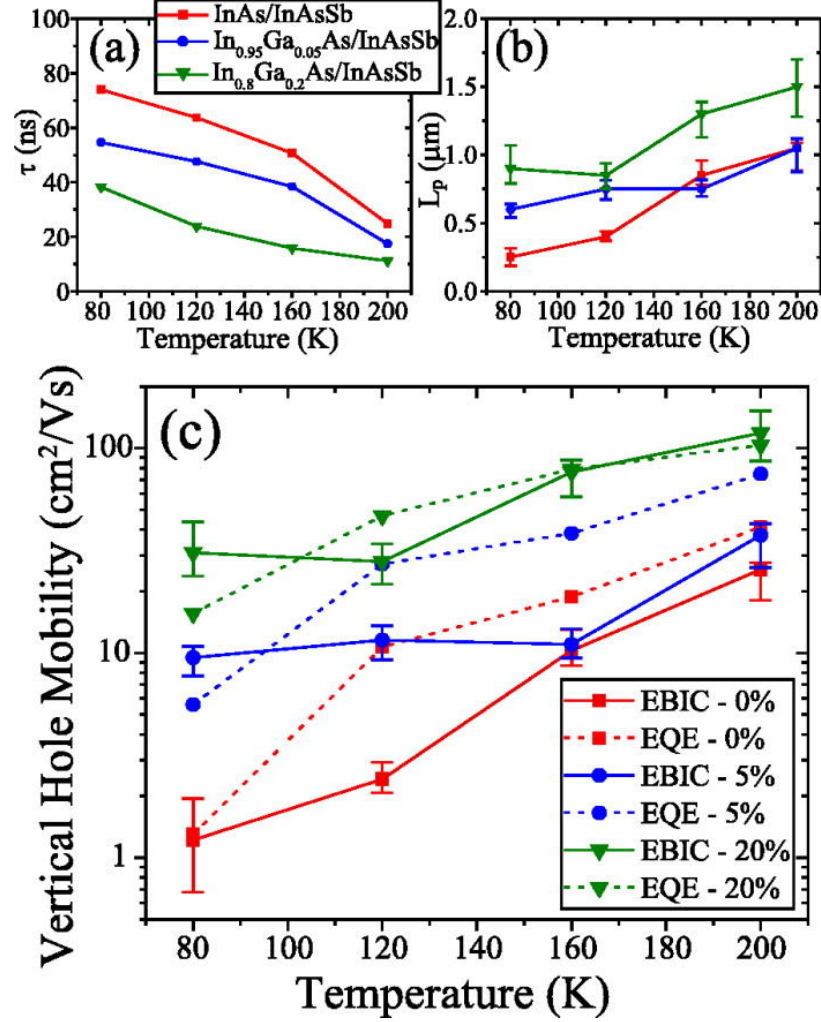 (a)
InAs/InAsSb
In0.95Ga0.05As/InAsSb
In0.8Ga0.2As/InAsSb
τ (ns)
100
80
60
40
20
0
80 100 120 140 160 180 200
Temperature (K)
(b)
Lp (μm)
2.0
1.5
1.0
0.5
0.0
80 100 120 140 160 180 200
Temperature (K)
(c)
Vertical Hole Mobility (cm²/Vs)
100
10
1
EBIC - 0%
EQE - 0%
EBIC - 5%
EQE - 5%
EBIC - 20%
EQE - 20%
80 100 120 140 160 180 200
Temperature (K)